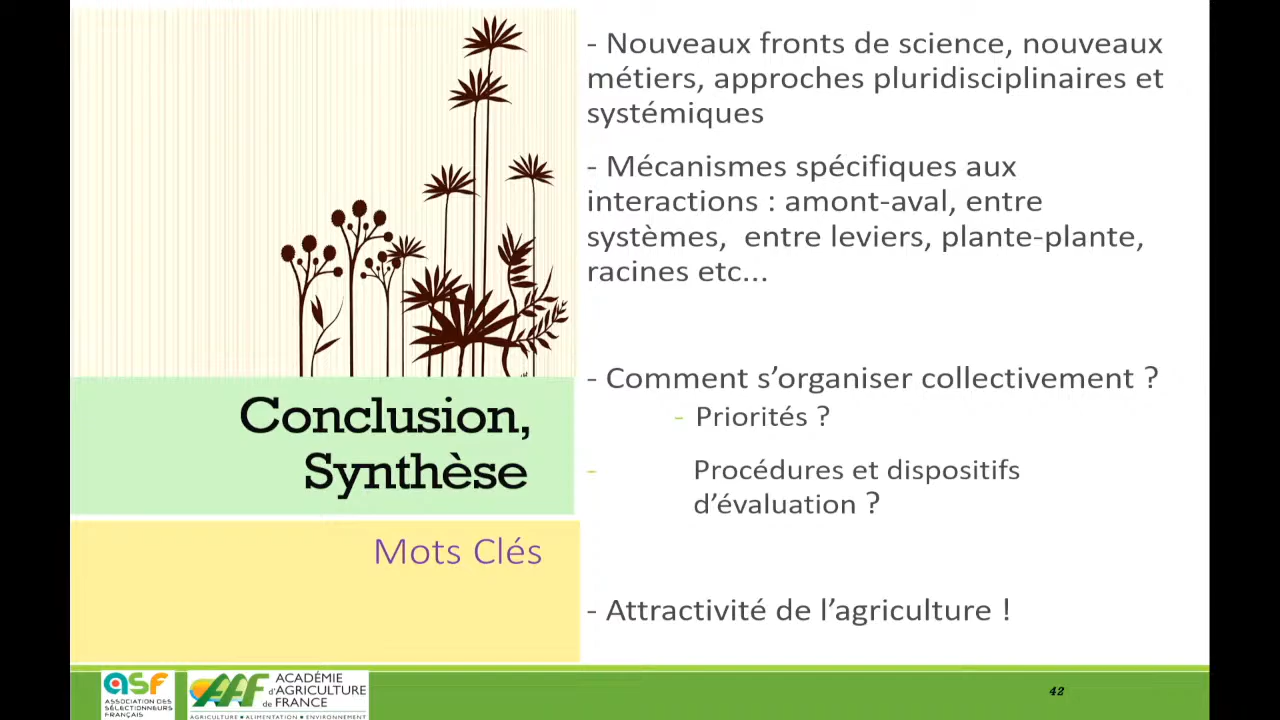 - Nouveaux fronts de science, nouveaux
métiers, approches pluridisciplinaires et
systémiques
- Mécanismes spécifiques aux
interactions : amont-aval, entre
systèmes, entre leviers, plante-plante,
racines etc...
- Comment s’organiser collectivement ?
- Priorités ?
- Procédures et dispositifs
d’évaluation ?
- Attractivité de l’agriculture !
Conclusion,
Synthèse
Mots Clés
asf
ASSOCIATION DES
SÉLECTIONNEURS
FRANÇAIS
AAF
ACADÉMIE
d'AGRICULTURE
de FRANCE
AGRICULTURE • ALIMENTATION • ENVIRONNEMENT
42